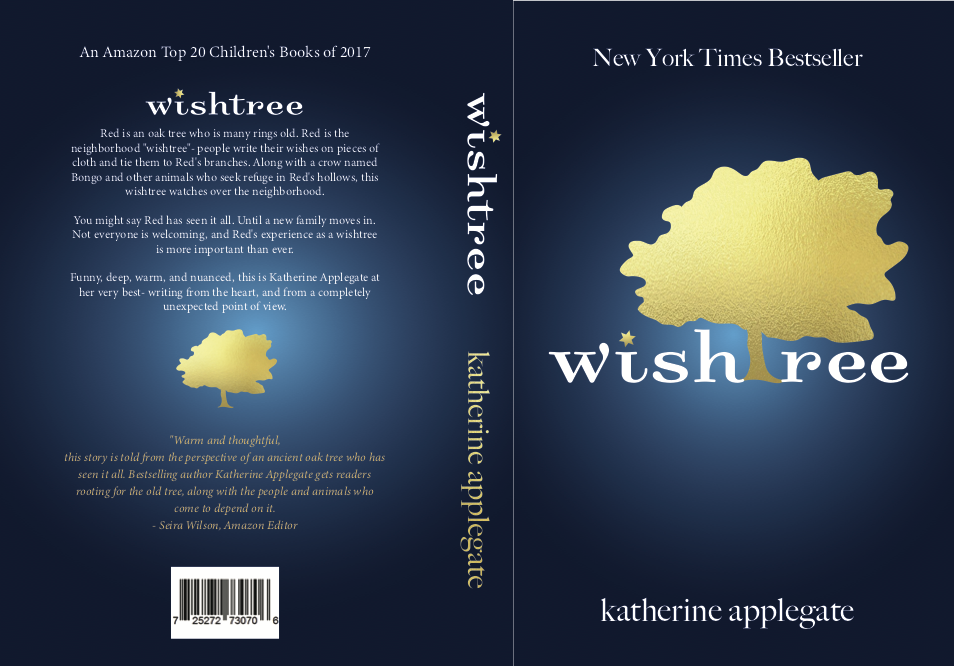 An Amazon Top 20 Children's Books of 2017
wishtree
Red is an oak tree who is many rings old. Red is the
neighborhood "wishtree"- people write their wishes on pieces of
cloth and tie them to Red's branches. Along with a crow named
Bongo and other animals who seek refuge in Red's hollows, this
wishtree watches over the neighborhood.
You might say Red has seen it all. Until a new family moves in.
Not everyone is welcoming, and Red's experience as a wishtree
is more important than ever.
Funny, deep, warm, and nuanced, this is Katherine Applegate at
her very best- writing from the heart, and from a completely
unexpected point of view.
"Warm and thoughtful,
this story is told from the perspective of an ancient oak tree who has
seen it all. Bestselling author Katherine Applegate gets readers
rooting for the old tree, along with the people and animals who
come to depend on it.
- Seira Wilson, Amazon Editor
7 25272 73070 6
wishtree
katherine applegate
New York Times Bestseller
wishtree
katherine applegate